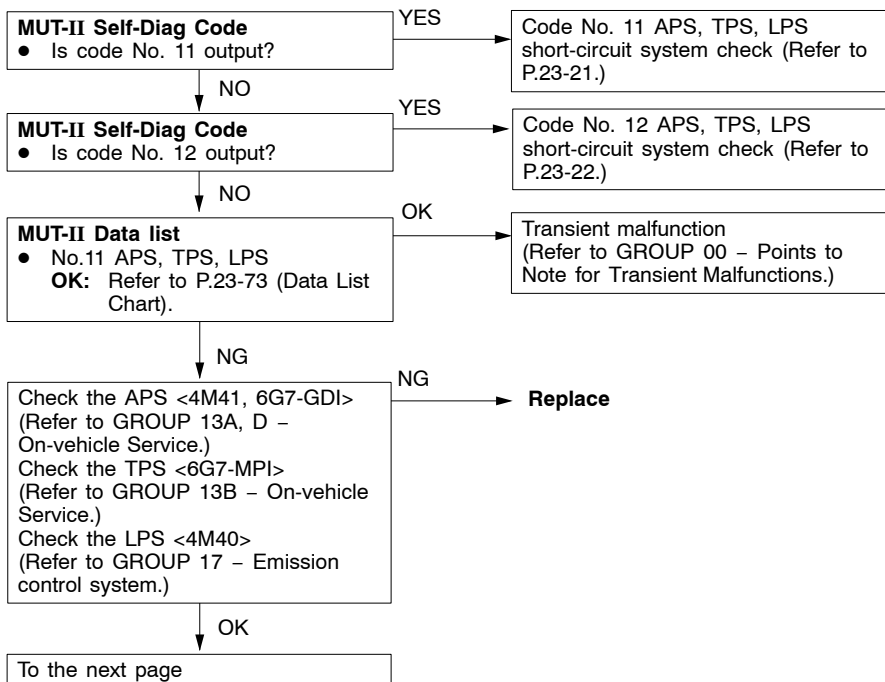 MUT-II Self-Diag Code
● Is code No. 11 output?
YES
Code No. 11 APS, TPS, LPS
short-circuit system check (Refer to
P.23-21.)
NO
MUT-II Self-Diag Code
● Is code No. 12 output?
YES
Code No. 12 APS, TPS, LPS
short-circuit system check (Refer to
P.23-22.)
NO
MUT-II Data list
● No.11 APS, TPS, LPS
OK: Refer to P.23-73 (Data List
Chart).
OK
Transient malfunction
(Refer to GROUP 00 – Points to
Note for Transient Malfunctions.)
NG
Check the APS <4M41, 6G7-GDI>
(Refer to GROUP 13A, D –
On-vehicle Service.)
Check the TPS <6G7-MPI>
(Refer to GROUP 13B – On-vehicle
Service.)
Check the LPS <4M40>
(Refer to GROUP 17 – Emission
control system.)
NG
Replace
OK
To the next page